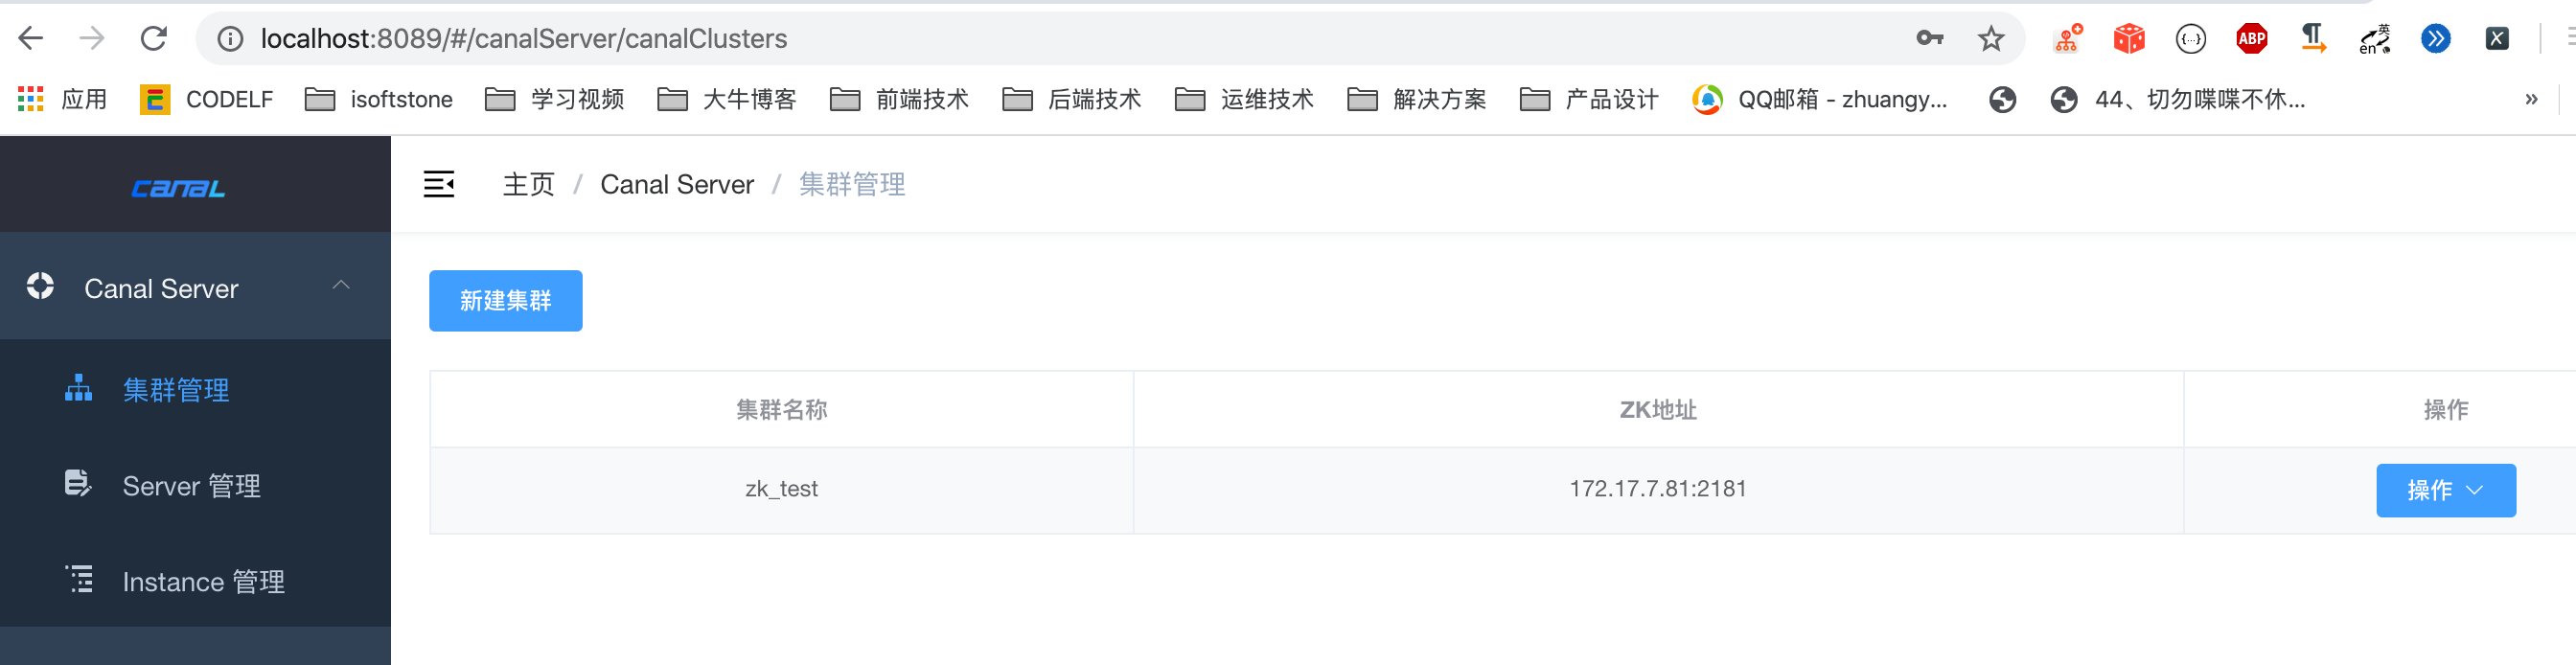 localhost:8089/#/canalServer/canalClusters
ABP
英
en
应用 CODELF isoftstone 学习视频 大牛博客 前端技术 后端技术 运维技术 解决方案 产品设计 QQ邮箱 - zhuangy... 44、切勿喋喋不休... »
canal 主页 / Canal Server / 集群管理
Canal Server
新建集群
集群管理
Server 管理
Instance 管理
集群名称 ZK地址 操作
zk_test 172.17.7.81:2181 操作